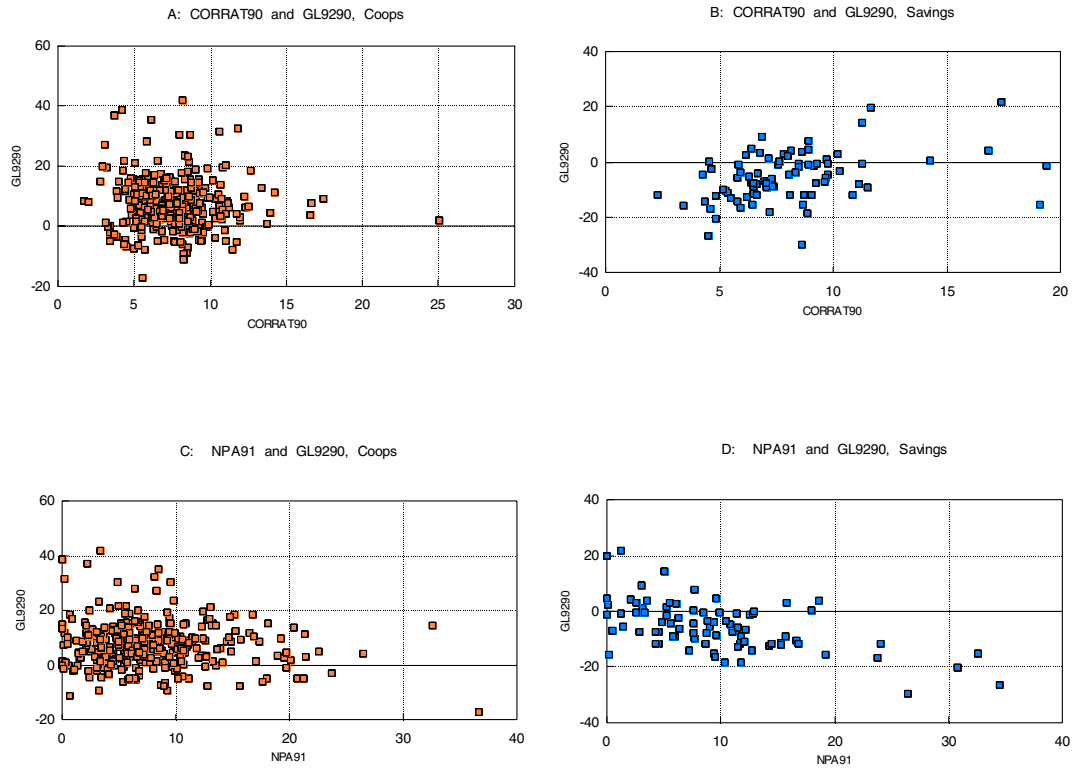 A: CORRAT90 and GL9290, Coops
60
40
20
0
-20
GL9290
0 5 10 15 20 25 30
CORRAT90
B: CORRAT90 and GL9290, Savings
40
20
0
-20
-40
GL9290
0 5 10 15 20
CORRAT90
C: NPA91 and GL9290, Coops
60
40
20
0
-20
GL9290
0 10 20 30 40
NPA91
D: NPA91 and GL9290, Savings
40
20
0
-20
-40
GL9290
0 10 20 30 40
NPA91